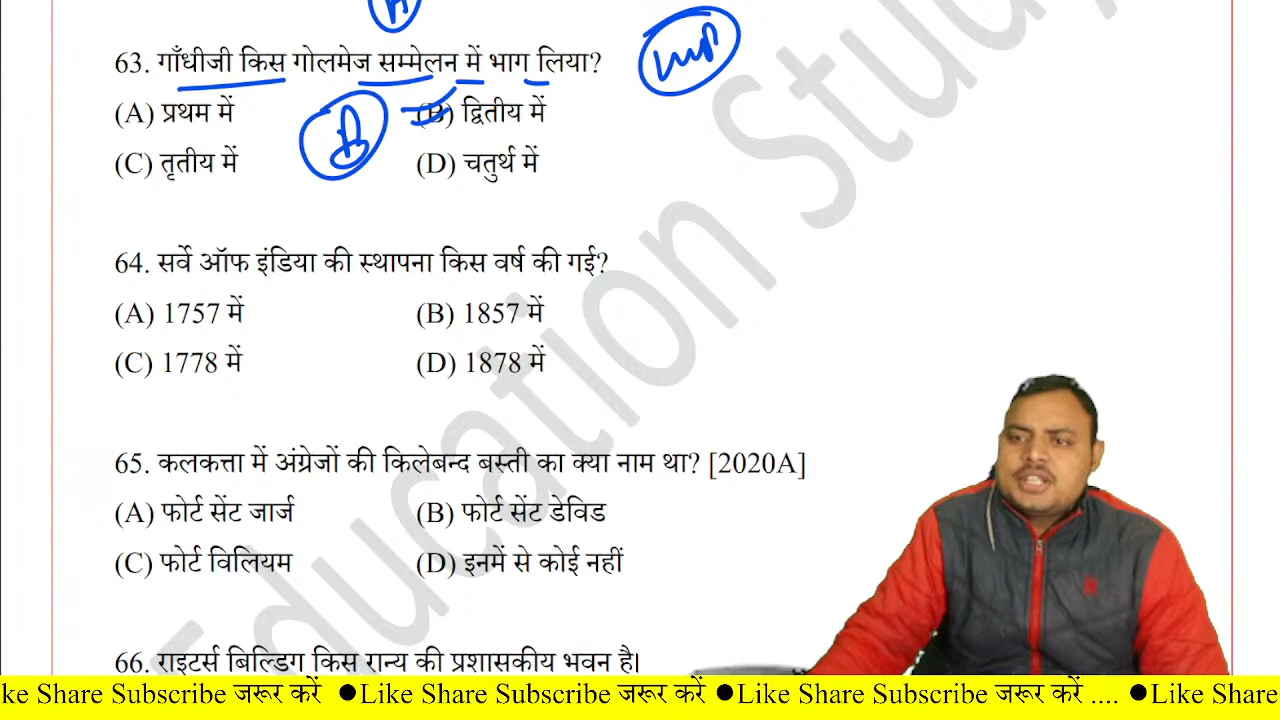 63. गाँधीजी किस गोलमेज सम्मेलन में भाग लिया?
(A) प्रथम में (B) द्वितीय में
(C) तृतीय में (D) चतुर्थ में
64. सर्वे ऑफ इंडिया की स्थापना किस वर्ष की गई?
(A) 1757 में (B) 1857 में
(C) 1778 में (D) 1878 में
65. कलकत्ता में अंग्रेजों की किलेबन्द बस्ती का क्या नाम था? [2020A]
(A) फोर्ट सेंट जार्ज (B) फोर्ट सेंट डेविड
(C) फोर्ट विलियम (D) इनमें से कोई नहीं
66. राइटर्स बिल्डिग किस रान्य की प्रशासकीय भवन है।
ke Share Subscribe जरूर करें ●Like Share Subscribe जरूर करें ●Like Share Subscribe जरूर करें .... ●Like Share
Education Study